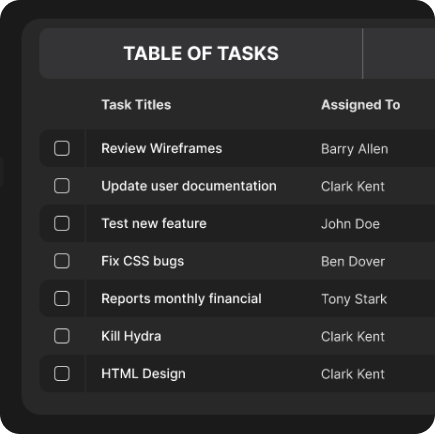 TABLE OF TASKS
Task Titles Assigned To
Review Wireframes Barry Allen
Update user documentation Clark Kent
Test new feature John Doe
Fix CSS bugs Ben Dover
Reports monthly financial Tony Stark
Kill Hydra Clark Kent
HTML Design Clark Kent